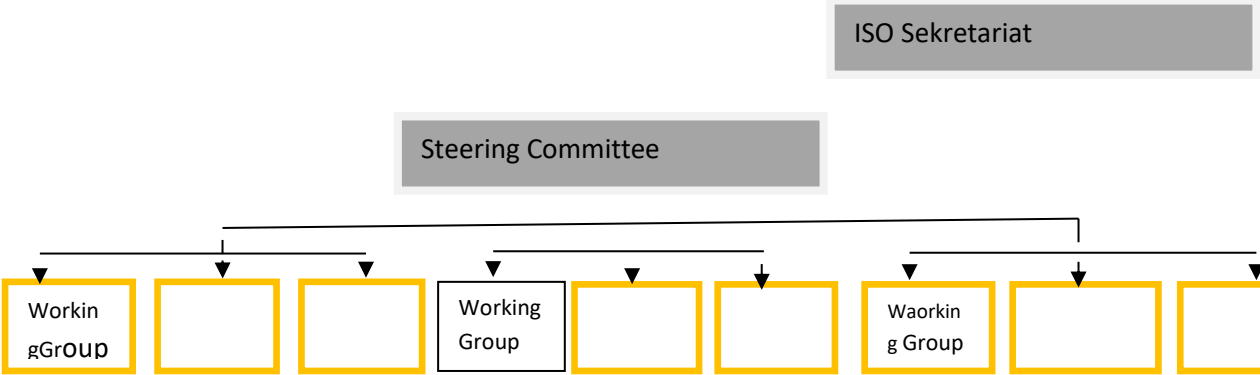 ISO Sekretariat
Steering Committee
Workin
gGroup
Working
Group
Waorkin
g Group